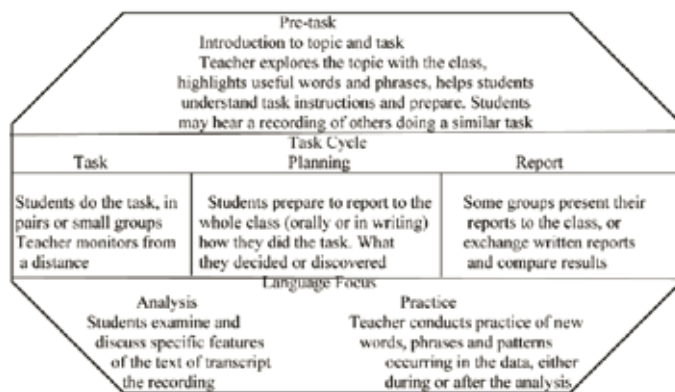 Pre-task
Introduction to topic and task
Teacher explores the topic with the class,
highlights useful words and phrases, helps students
understand task instructions and prepare. Students
may hear a recording of others doing a similar task
Task Cycle
Task Planning Report
Students do the task, in
pairs or small groups
Teacher monitors from
a distance
Students prepare to report to the
whole class (orally or in writing)
how they did the task. What
they decided or discovered
Some groups present their
reports to the class, or
exchange written reports
and compare results
Language Focus
Analysis
Students examine and
discuss specific features
of the text of transcript
the recording
Practice
Teacher conducts practice of new
words, phrases and patterns
occurring in the data, either
during or after the analysis